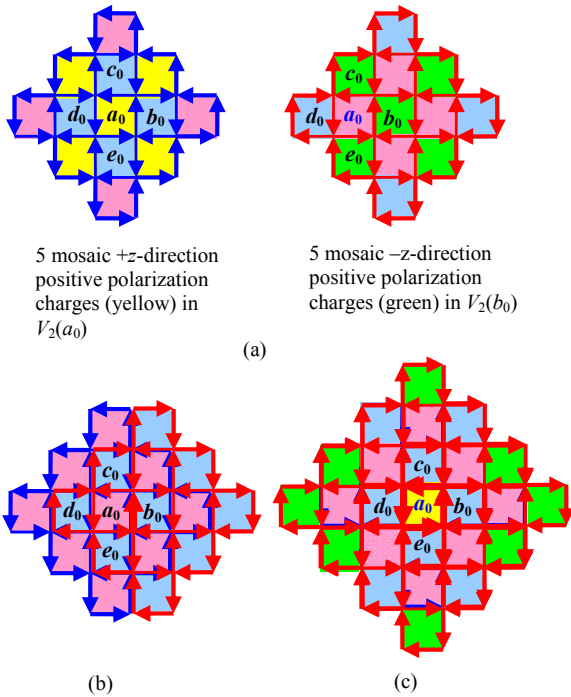 c₀
d₀ a₀ b₀
e₀
c₀
d₀ a₀ b₀
e₀
5 mosaic +z-direction
positive polarization
charges (yellow) in
V₂(a₀)
5 mosaic –z-direction
positive polarization
charges (green) in V₂(b₀)
(a)
c₀
d₀ a₀ b₀
e₀
c₀
d₀ a₀ b₀
e₀
(b)
(c)